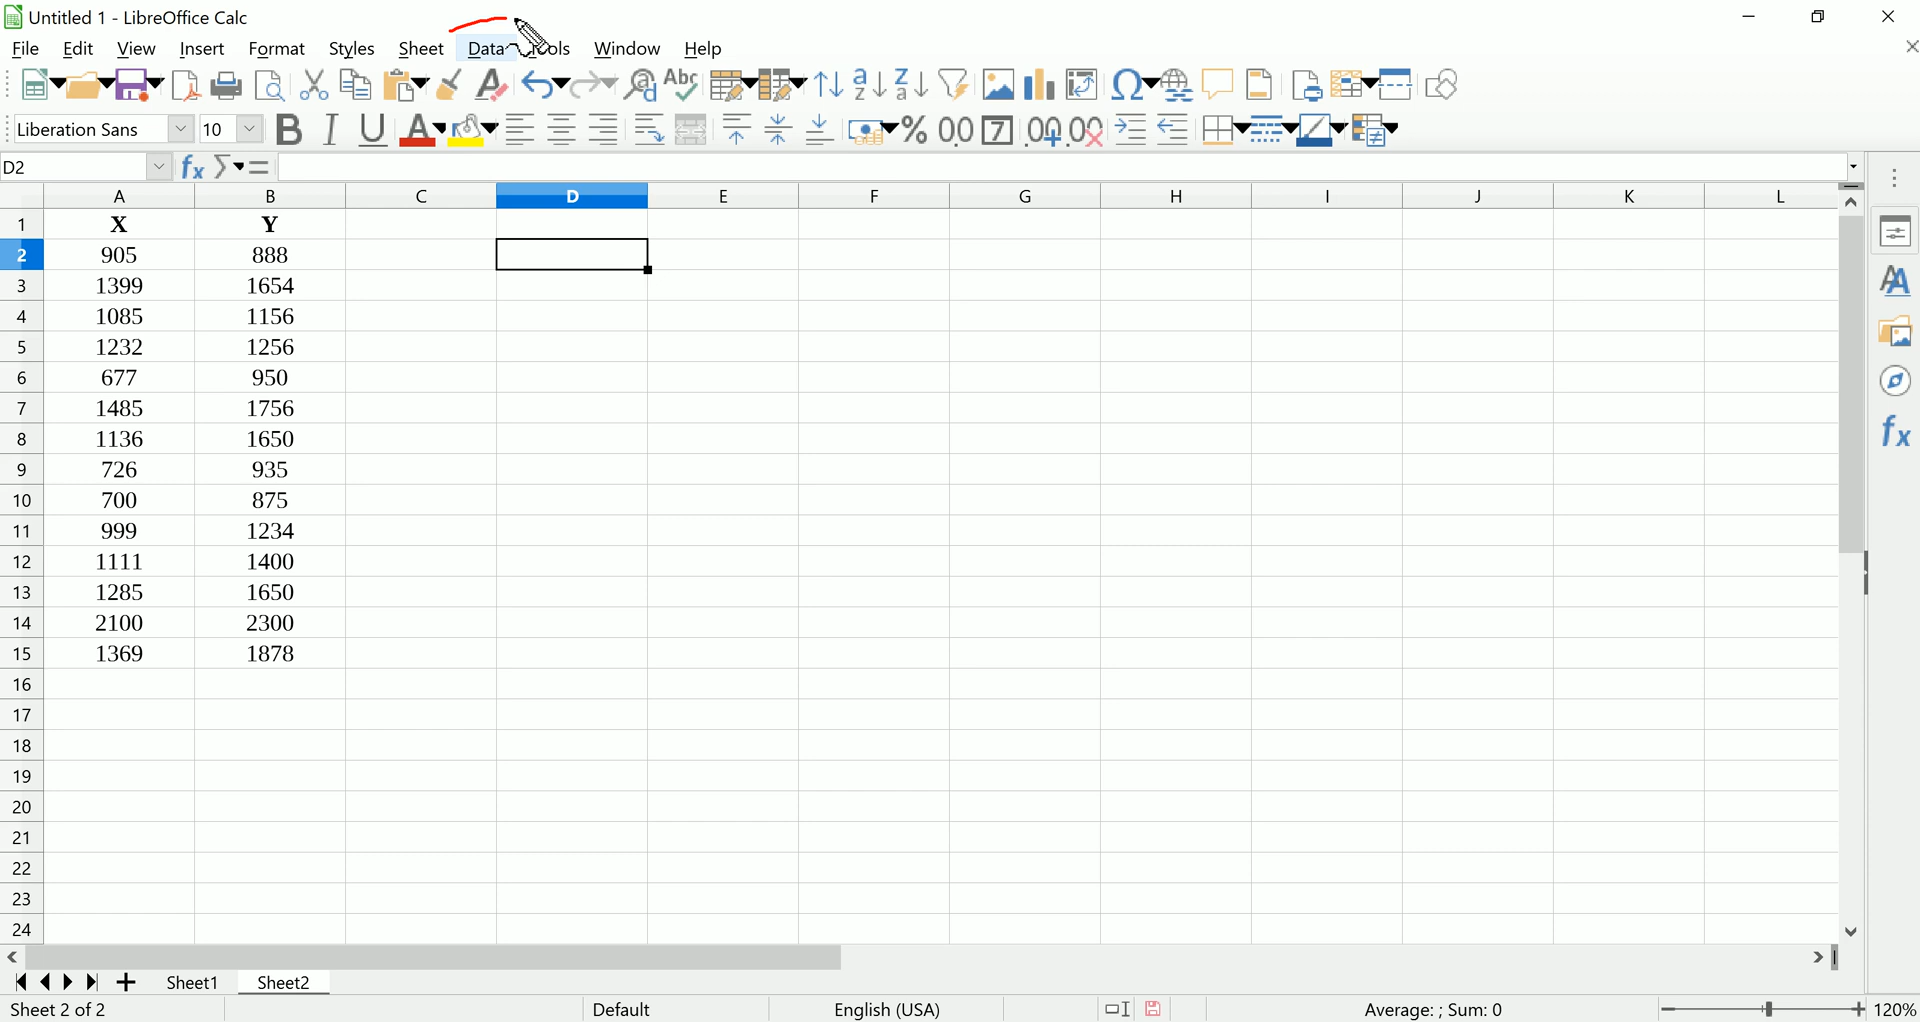 Untitled 1 - LibreOffice Calc
File Edit View Insert Format Styles Sheet Data Window Help
Liberation Sans 10
D2
A B C D E F G H I J K L
1 X Y
2 905 888
3 1399 1654
4 1085 1156
5 1232 1256
6 677 950
7 1485 1756
8 1136 1650
9 726 935
10 700 875
11 999 1234
12 1111 1400
13 1285 1650
14 2100 2300
15 1369 1878
16
17
18
19
20
21
22
23
24
Sheet1 Sheet2
Sheet 2 of 2 Default English (USA) Average: ; Sum: 0 120%